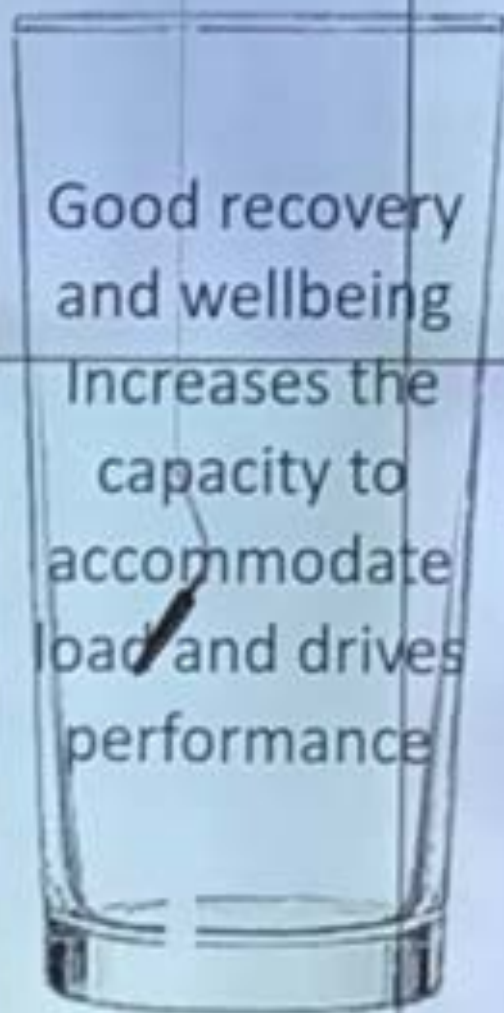 Good recovery
and wellbeing
Increases the
capacity to
accommodate
load and drives
performance